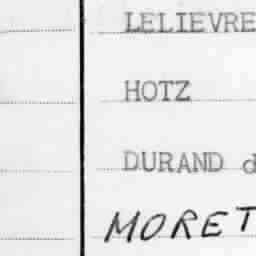 LELIEVRE
HOTZ
DURAND d
MORET